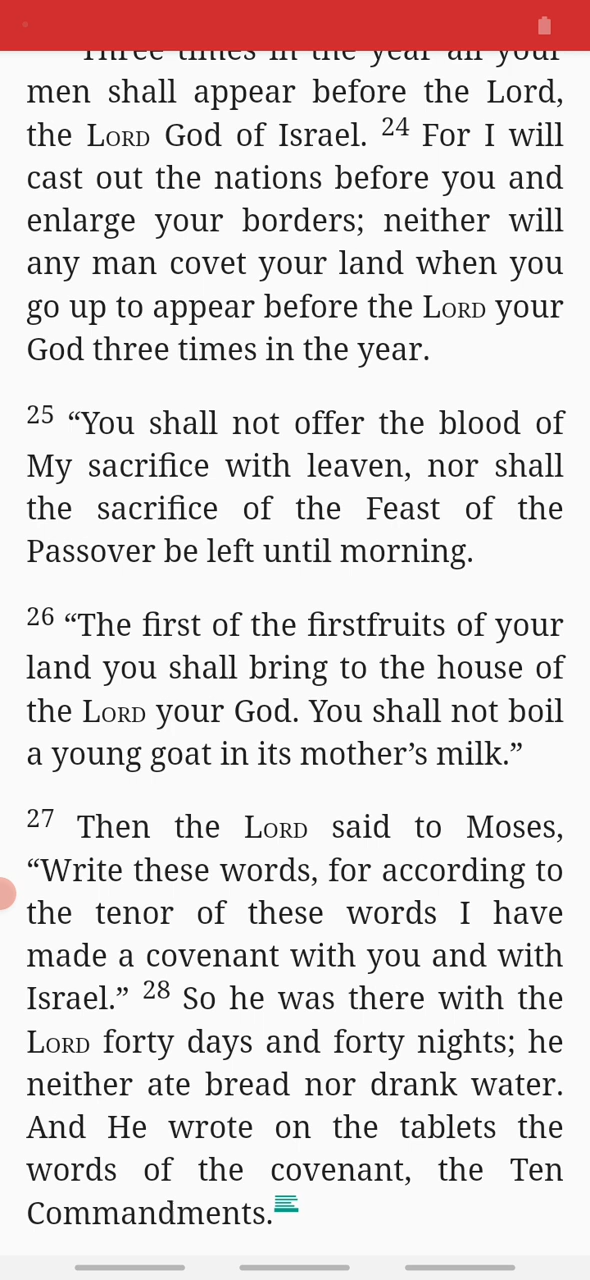 Three times in the year all your
men shall appear before the Lord,
the LORD God of Israel. 24 For I will
cast out the nations before you and
enlarge your borders; neither will
any man covet your land when you
go up to appear before the LORD your
God three times in the year.
25 “You shall not offer the blood of
My sacrifice with leaven, nor shall
the sacrifice of the Feast of the
Passover be left until morning.
26 “The first of the firstfruits of your
land you shall bring to the house of
the LORD your God. You shall not boil
a young goat in its mother’s milk.”
27 Then the LORD said to Moses,
“Write these words, for according to
the tenor of these words I have
made a covenant with you and with
Israel.” 28 So he was there with the
LORD forty days and forty nights; he
neither ate bread nor drank water.
And He wrote on the tablets the
words of the covenant, the Ten
Commandments.